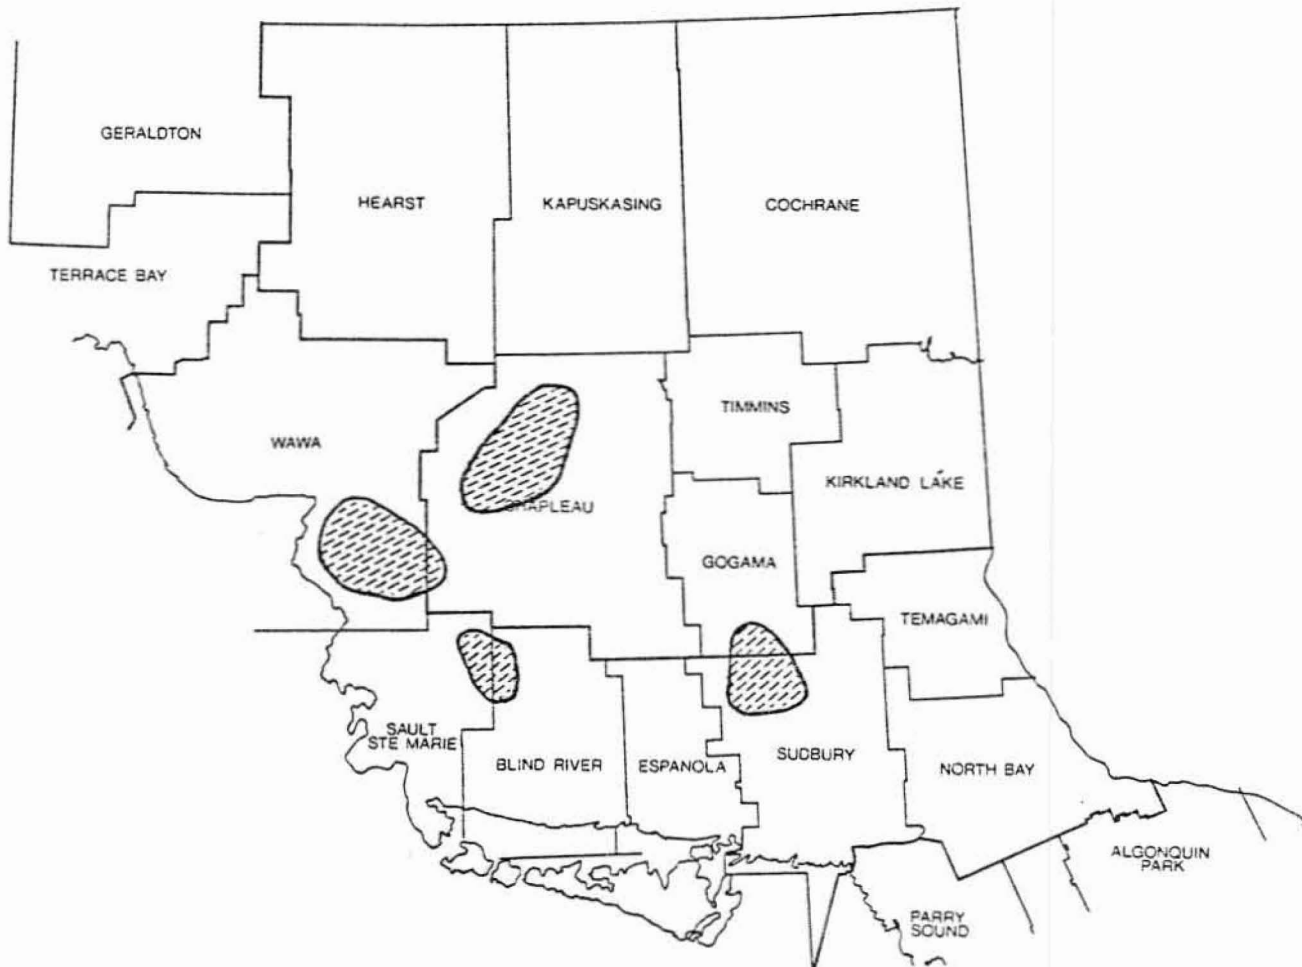 GERALDTON
HEARST
KAPUSKASING
COCHRANE
TERRACE BAY
TIMMINS
WAWA
KIRKLAND LAKE
CHAPLEAU
GOGAMA
TEMAGAMI
SAULT
STE MARIE
BLIND RIVER
ESPANOLA
SUDBURY
NORTH BAY
ALGONQUIN
PARK
PARRY
SOUND